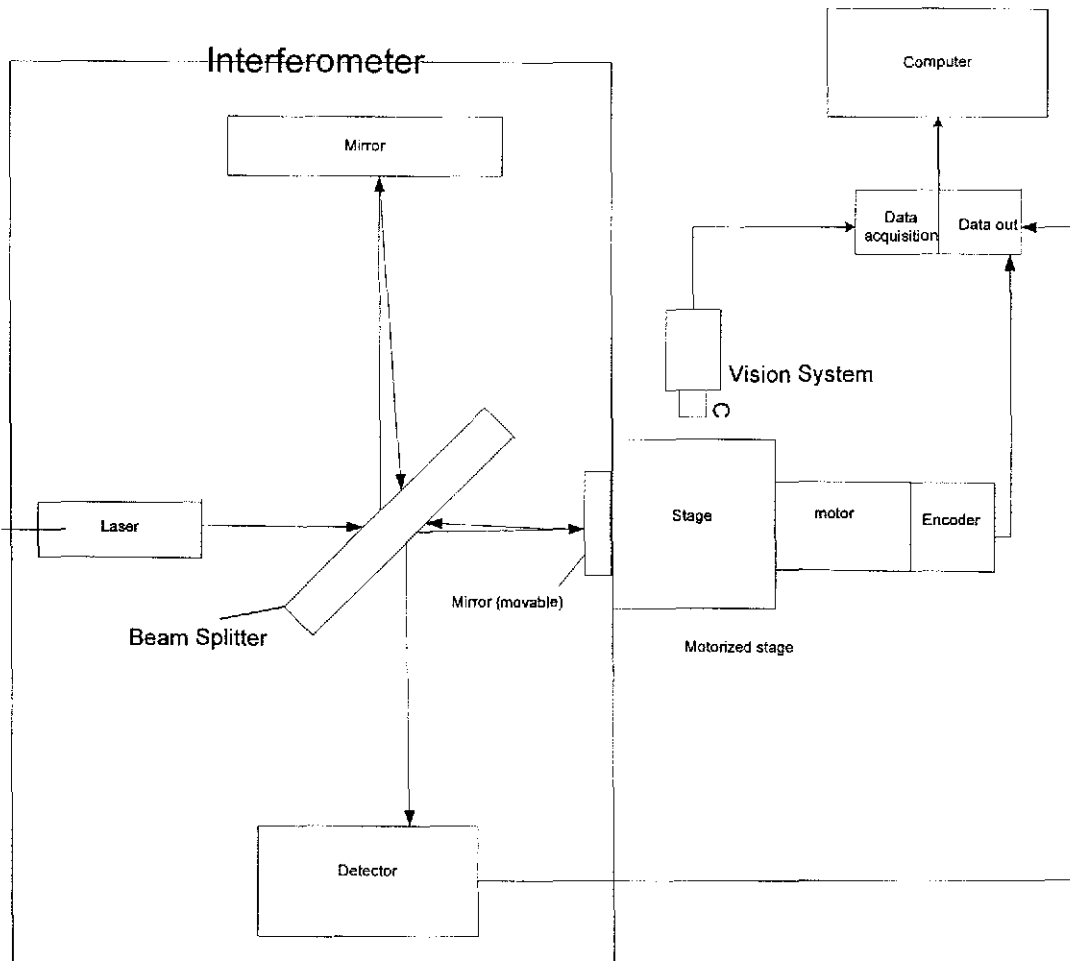 Interferometer
Computer
Mirror
Data
acquisition
Data out
Vision System
C
Laser
Stage
motor
Encoder
Mirror (movable)
Beam Splitter
Motorized stage
Detector